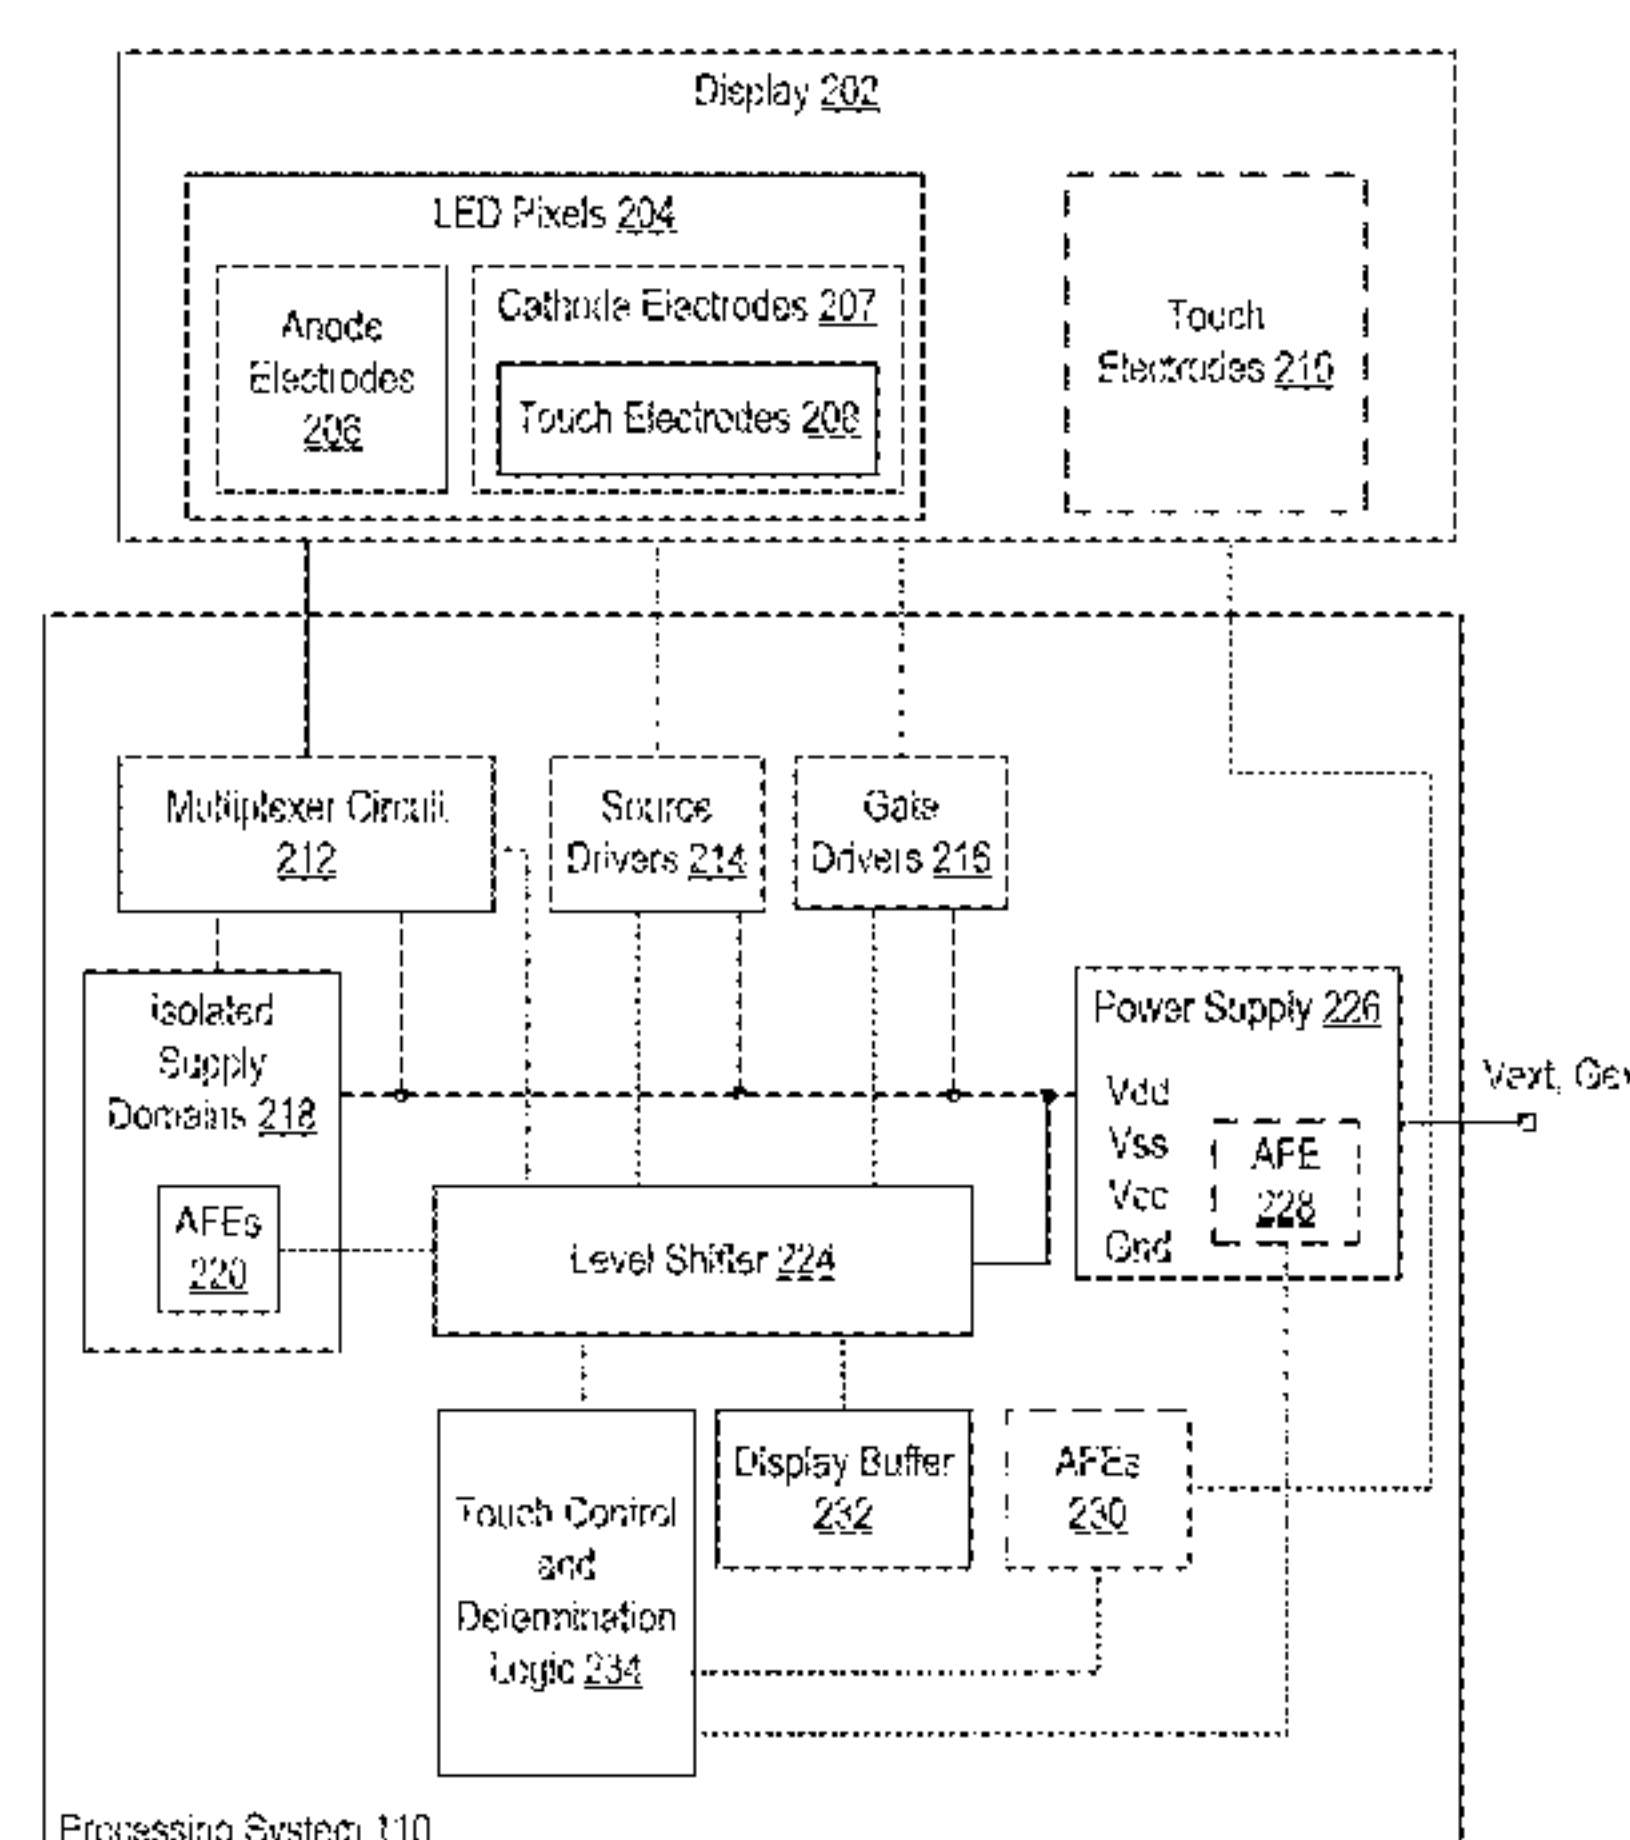 Display 202
LED Pixels 204
Anode
Electrodes
206
Cathode Electrodes 207
Touch Electrodes 208
Touch
Electrodes 210
Multiplexer Circuit
212
Source
Drivers 214
Gate
Drivers 216
Isolated
Supply
Domains 218
AFEs
220
Level Shifter 224
Power Supply 226
Vdd
Vss
Vcc
Gnd
AFE
228
Vext,
Touch Control
and
Determination
Logic 234
Display Buffer
232
AFEs
230
Processing System 110